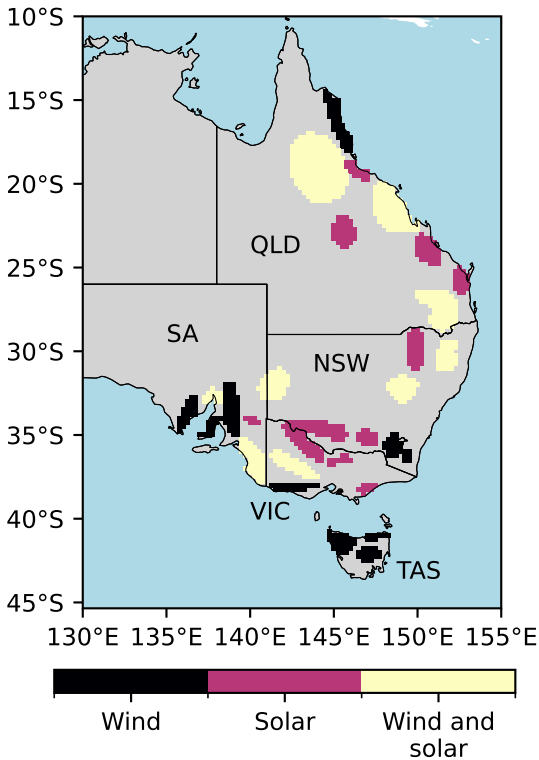 10°S
15°S
20°S
25°S
30°S
35°S
40°S
45°S
QLD
SA
NSW
VIC
TAS
130°E 135°E 140°E 145°E 150°E 155°E
Wind Solar Wind and
solar